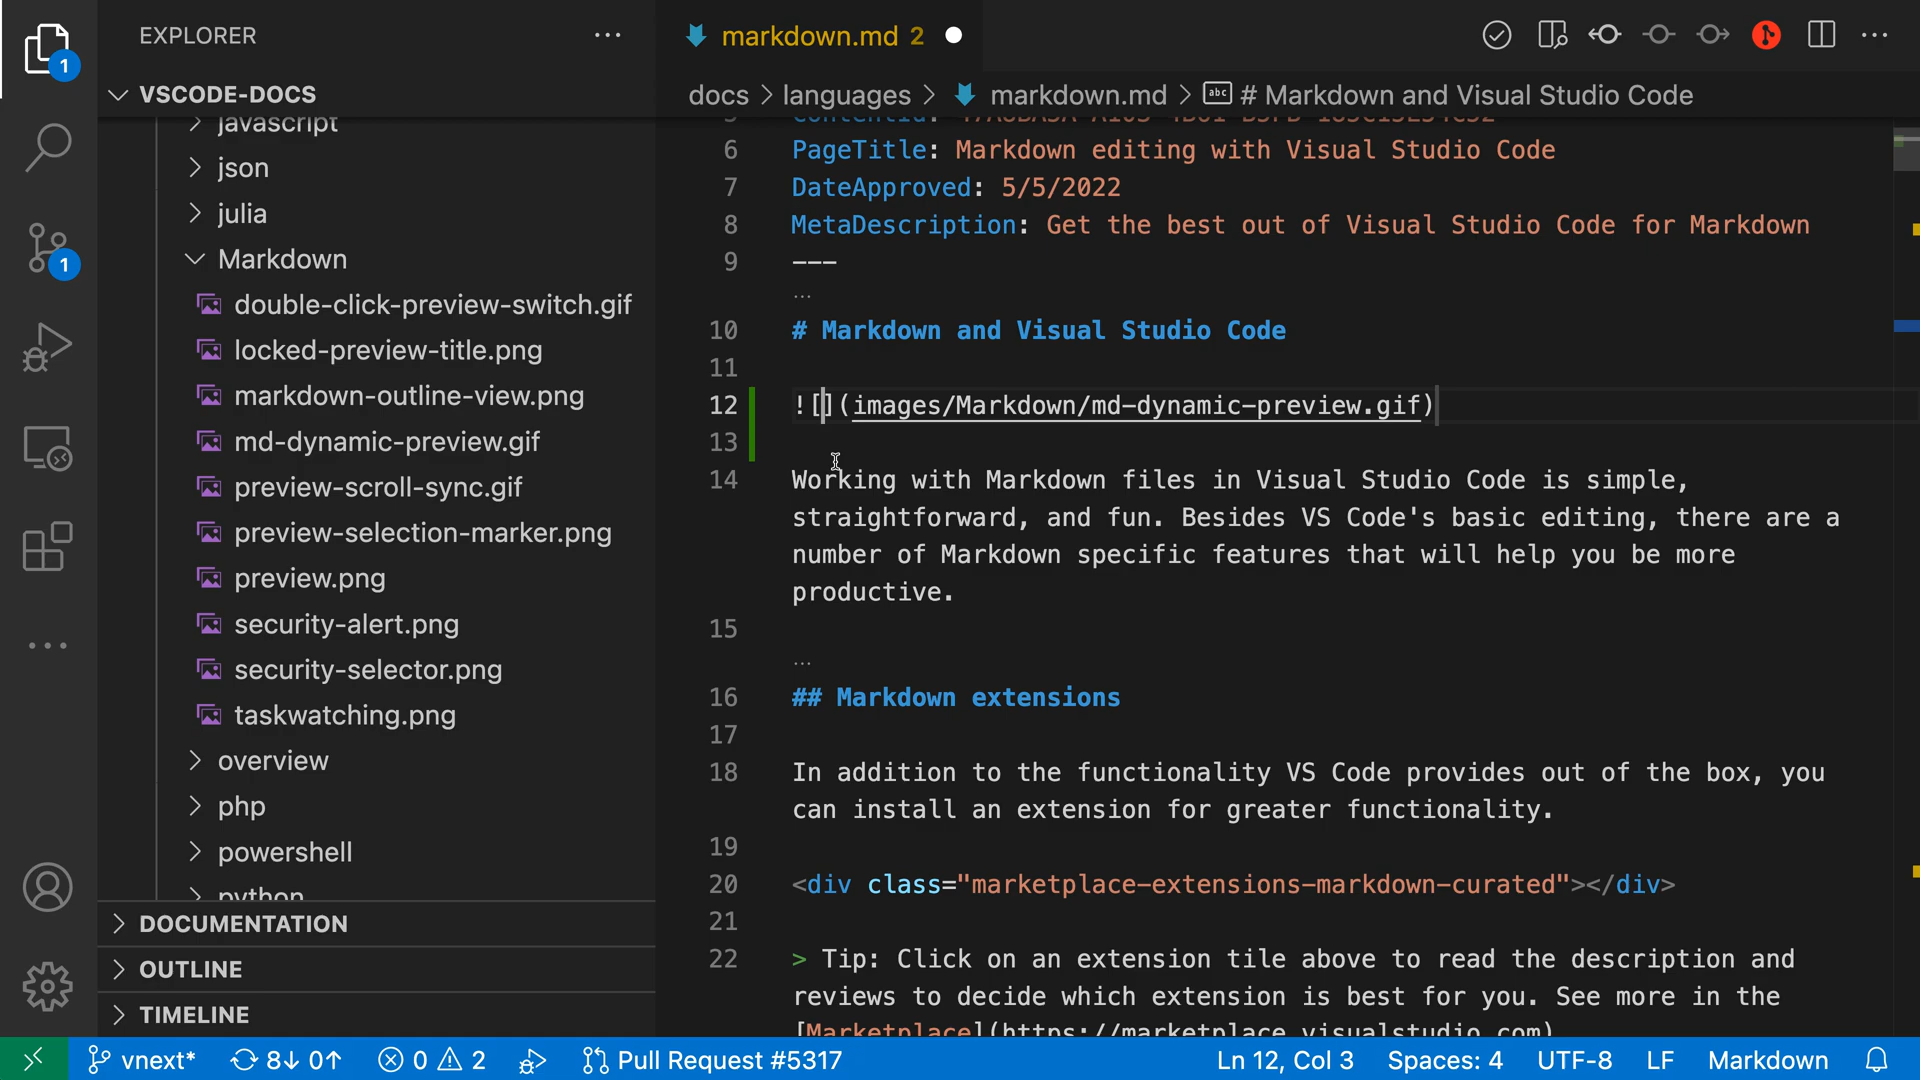 EXPLORER
VSCODE-DOCS
javascript
json
julia
Markdown
double-click-preview-switch.gif
locked-preview-title.png
markdown-outline-view.png
md-dynamic-preview.gif
preview-scroll-sync.gif
preview-selection-marker.png
preview.png
security-alert.png
security-selector.png
taskwatching.png
overview
php
powershell
python
DOCUMENTATION
OUTLINE
TIMELINE
1
1
markdown.md 2
docs > languages > markdown.md > abc # Markdown and Visual Studio Code
6 PageTitle: Markdown editing with Visual Studio Code
7 DateApproved: 5/5/2022
8 MetaDescription: Get the best out of Visual Studio Code for Markdown
9 ---
…
10 # Markdown and Visual Studio Code
11
12 ![](images/Markdown/md-dynamic-preview.gif)
13
14 Working with Markdown files in Visual Studio Code is simple,
straightforward, and fun. Besides VS Code's basic editing, there are a
number of Markdown specific features that will help you be more
productive.
15
…
16 ## Markdown extensions
17
18 In addition to the functionality VS Code provides out of the box, you
can install an extension for greater functionality.
19
20 <div class="marketplace-extensions-markdown-curated"></div>
21
22 > Tip: Click on an extension tile above to read the description and
reviews to decide which extension is best for you. See more in the
[Marketplace](https://marketplace.visualstudio.com)
vnext* 8↓ 0↑ 0 2 Pull Request #5317 Ln 12, Col 3 Spaces: 4 UTF-8 LF Markdown